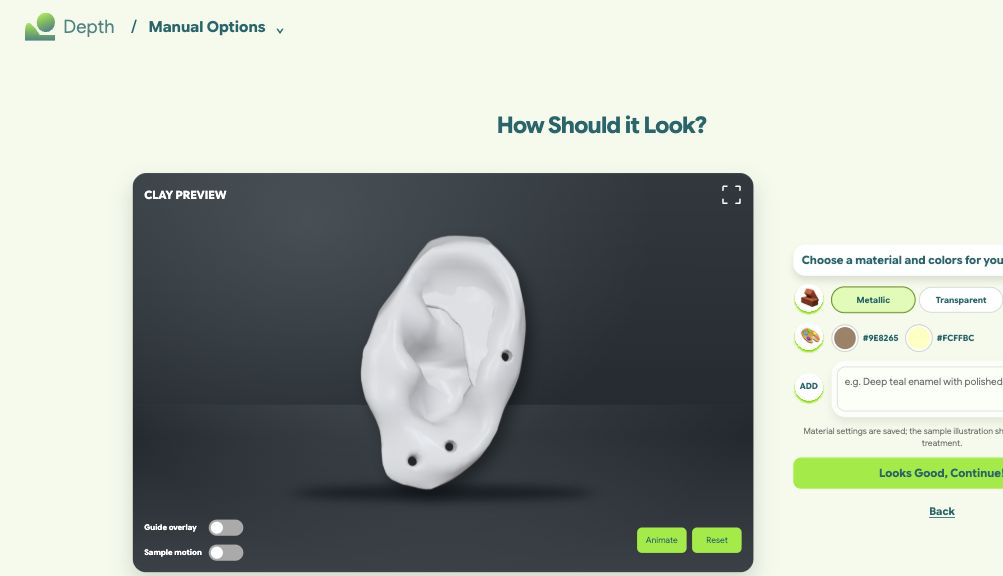 Depth / Manual Options
How Should it Look?
CLAY PREVIEW
Choose a material and colors for you
Metallic Transparent
#9E8265 #FCFFBC
ADD e.g. Deep teal enamel with polished
Material settings are saved; the sample illustration sh
treatment.
Looks Good, Continue!
Back
Guide overlay
Sample motion
Animate Reset